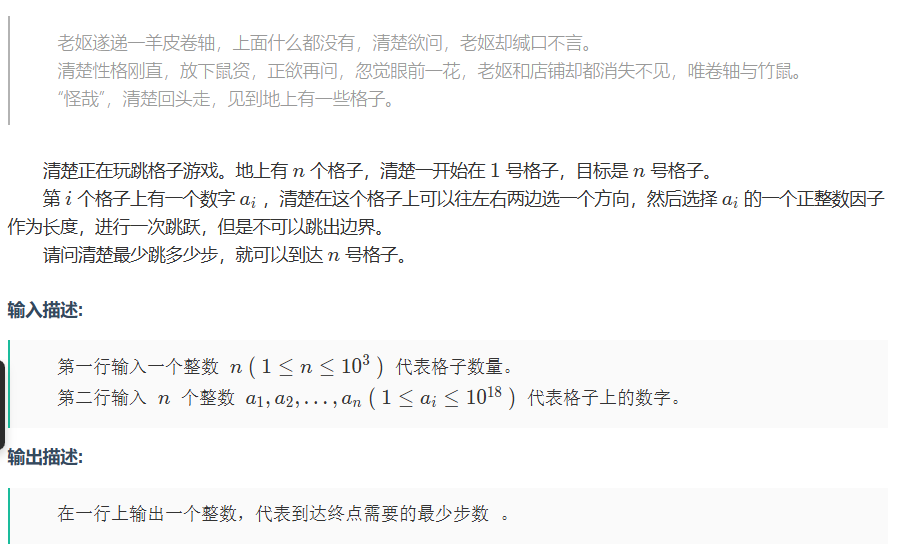 老妪遂递一羊皮卷轴，上面什么都没有，清楚欲问，老妪却缄口不言。
清楚性格刚直，放下鼠资，正欲再问，忽觉眼前一花，老妪和店铺却都消失不见，唯卷轴与竹鼠。
“怪哉”，清楚回头走，见到地上有一些格子。
清楚正在玩跳格子游戏。地上有 n 个格子，清楚一开始在 1 号格子，目标是 n 号格子。
第 i 个格子上有一个数字 a_i ，清楚在这个格子上可以往左右两边选一个方向，然后选择 a_i 的一个正整数因子
作为长度，进行一次跳跃，但是不可以跳出边界。
请问清楚最少跳多少步，就可以到达 n 号格子。
输入描述:
第一行输入一个整数 n ( 1 ≤ n ≤ 10^3 ) 代表格子数量。
第二行输入 n 个整数 a_1, a_2, . . . , a_n ( 1 ≤ a_i ≤ 10^18 ) 代表格子上的数字。
输出描述:
在一行上输出一个整数，代表到达终点需要的最少步数 。